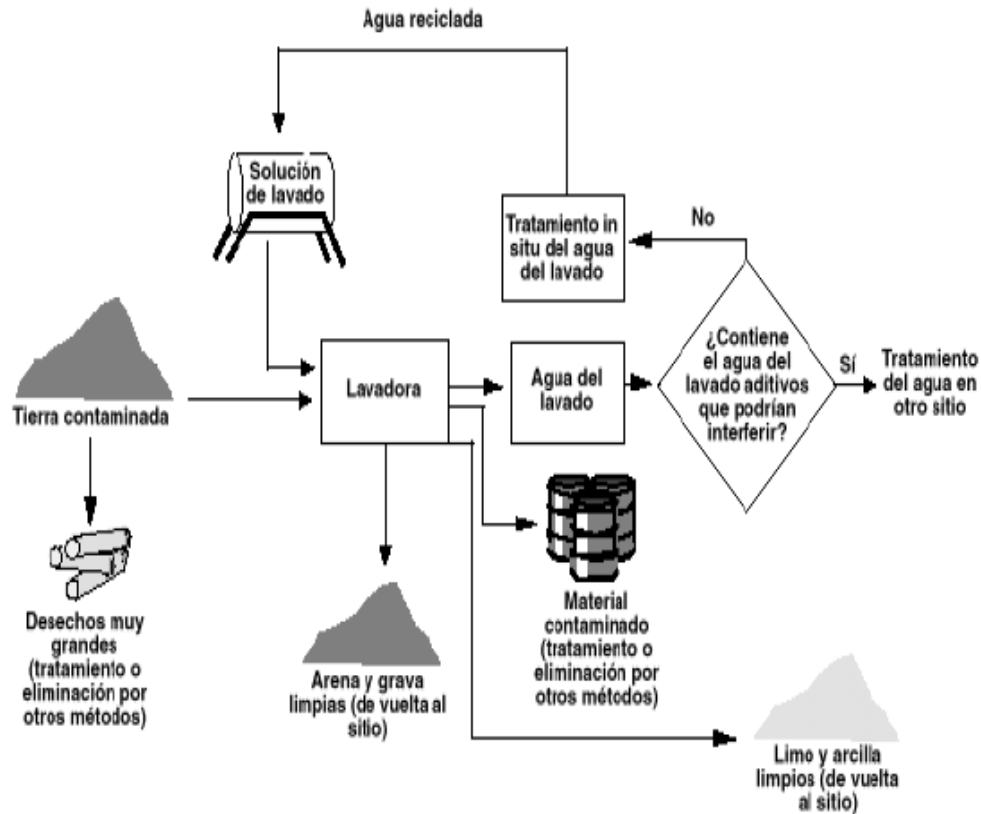 Agua reciclada
Solución
de lavado
Tratamiento in
situ del agua
del lavado
No
¿Contiene
el agua del
lavado aditivos
que podrían
interferir?
Sí
Tratamiento
del agua en
otro sitio
Tierra contaminada
Lavadora
Agua del
lavado
Desechos muy
grandes
(tratamiento o
eliminación por
otros métodos)
Arena y grava
limpias (de vuelta al
sitio)
Material
contaminado
(tratamiento o
eliminación por
otros métodos)
Limo y arcilla
limpios (de vuelta
al sitio)